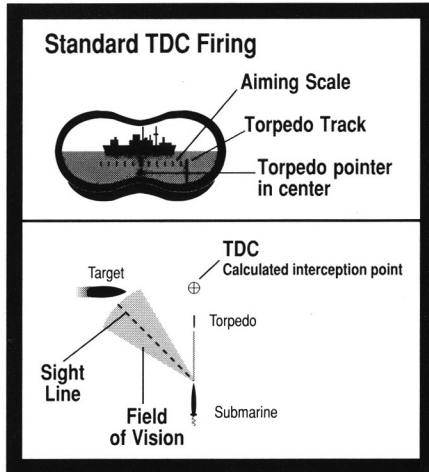 Standard TDC Firing
Aiming Scale
Torpedo Track
Torpedo pointer
in center
TDC
Calculated interception point
Target
Torpedo
Sight
Line
Field
of Vision
Submarine